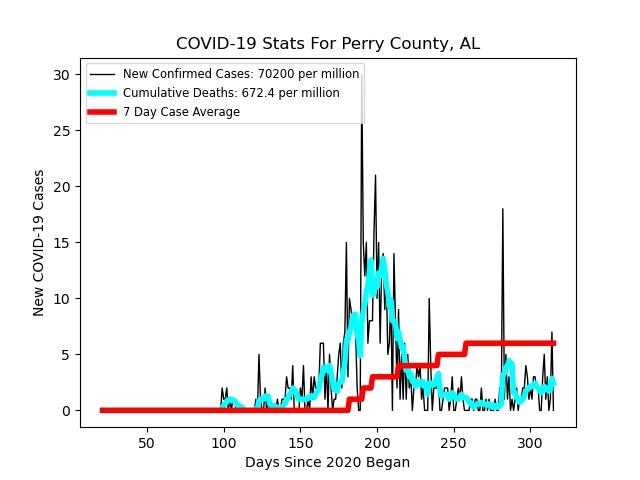 COVID-19 Stats For Perry County, AL
New Confirmed Cases: 70200 per million
Cumulative Deaths: 672.4 per million
7 Day Case Average
New COVID-19 Cases
30
25
20
15
10
5
0
50 100 150 200 250 300
Days Since 2020 Began